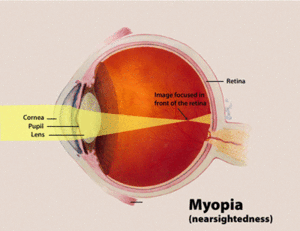 Retina
Image focused in
front of the retina
Cornea
Pupil
Lens
Myopia
(nearsightedness)